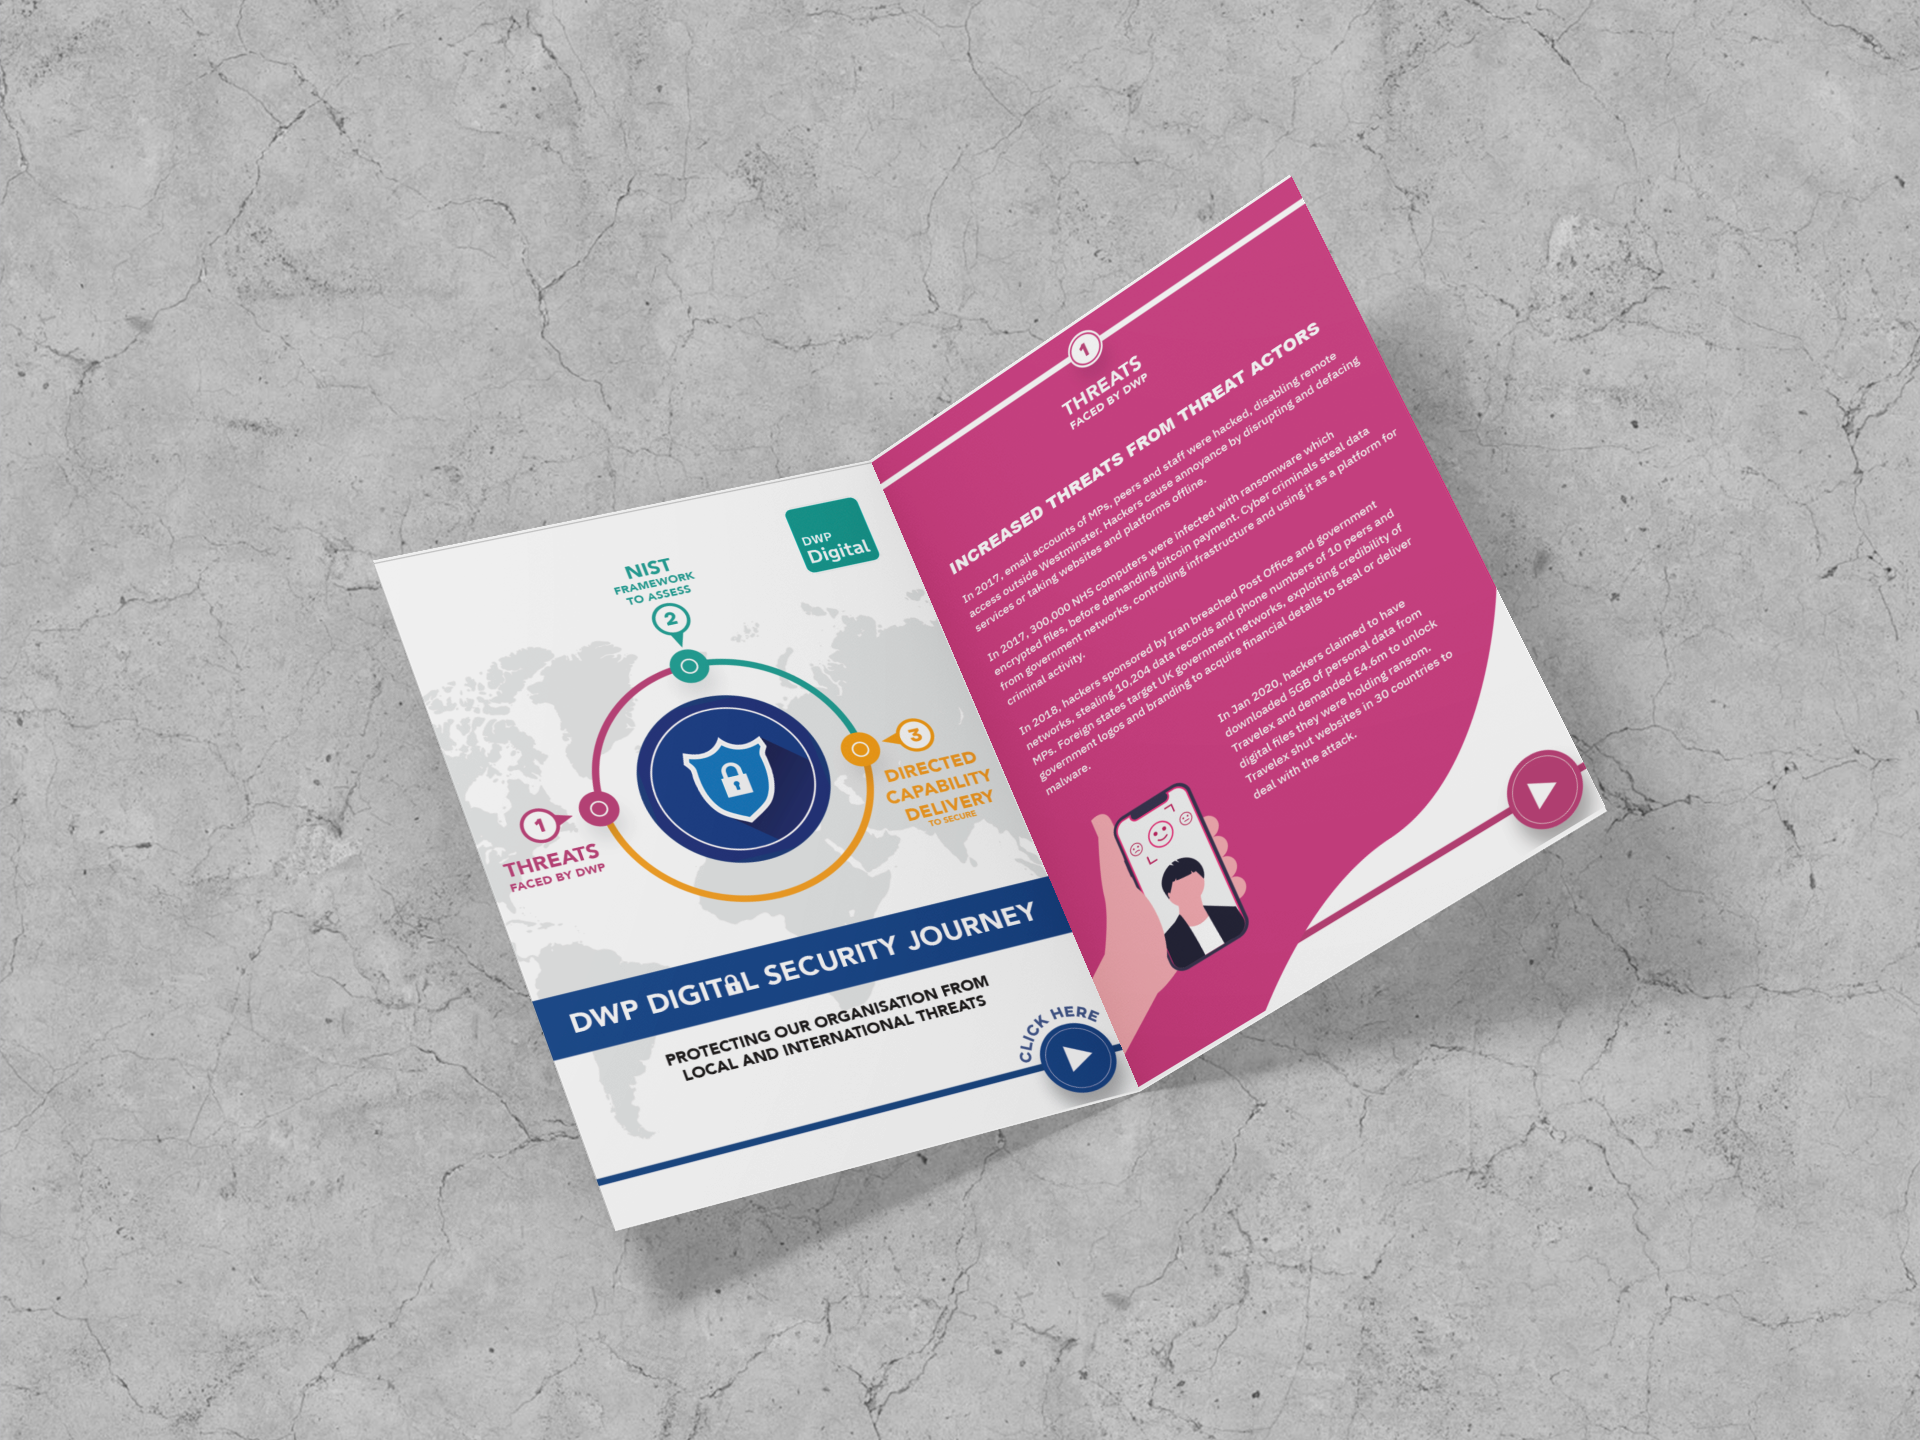 DWP
Digital
NIST
FRAMEWORK
TO ASSESS
2
3
DIRECTED
CAPABILITY
DELIVERY
TO SECURE
1
THREATS
FACED BY DWP
DWP DIGITAL SECURITY JOURNEY
PROTECTING OUR ORGANISATION FROM
LOCAL AND INTERNATIONAL THREATS
CLICK HERE
1
THREATS
FACED BY DWP
INCREASED THREATS FROM THREAT ACTORS
In 2017, email accounts of MPs, peers and staff were hacked, disabling remote
access outside Westminster. Hackers cause annoyance by disrupting and defacing
services or taking websites and platforms offline.
In 2017, 300,000 NHS computers were infected with ransomware which
encrypted files, before demanding bitcoin payment. Cyber criminals steal data
from government networks, controlling infrastructure and using it as a platform for
criminal activity.
In 2018, hackers sponsored by Iran breached Post Office and government
networks, stealing 10,204 data records and phone numbers of 10 peers and
MPs. Foreign states target UK government networks, exploiting credibility of
government logos and branding to acquire financial details to steal or deliver
malware.
In Jan 2020, hackers claimed to have
downloaded 5GB of personal data from
Travelex and demanded £4.6m to unlock
digital files they were holding ransom.
Travelex shut websites in 30 countries to
deal with the attack.